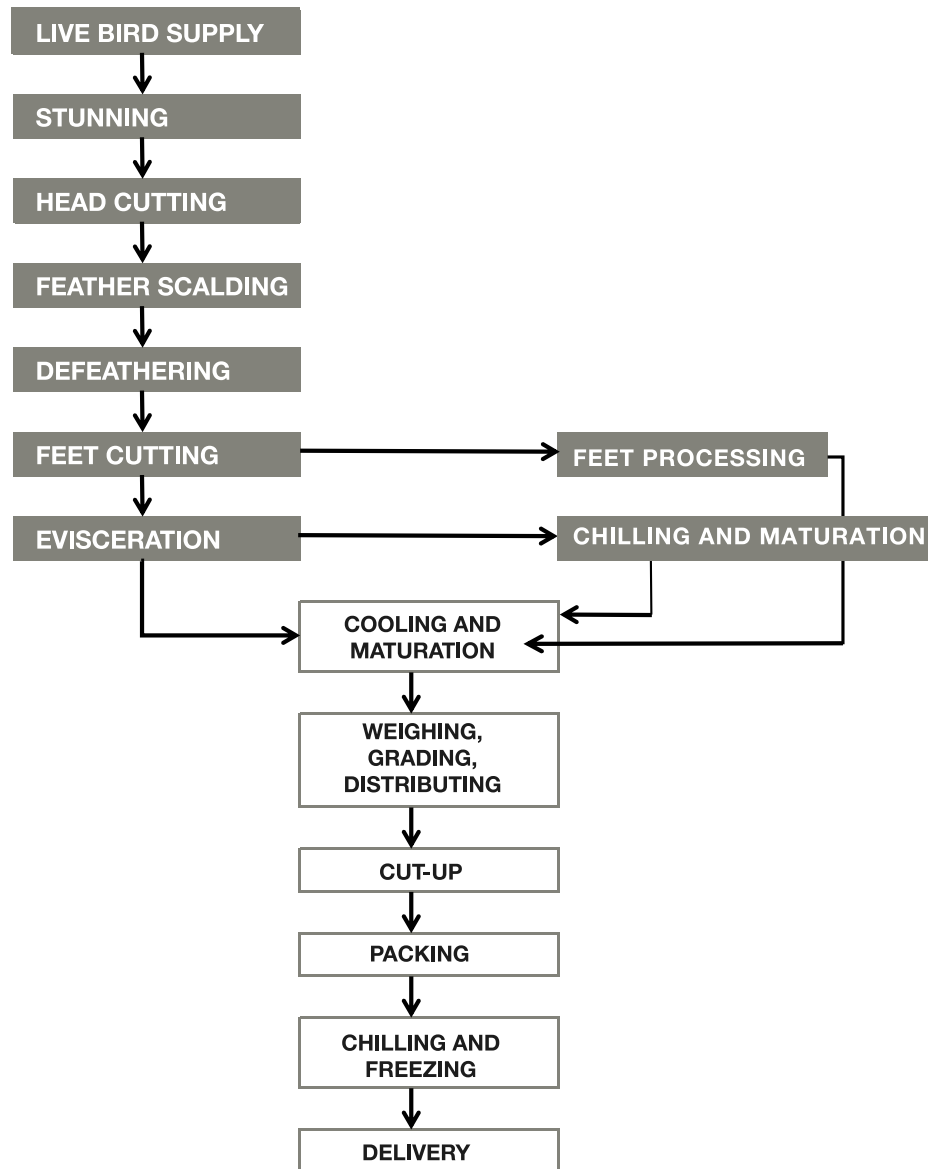 LIVE BIRD SUPPLY
STUNNING
HEAD CUTTING
FEATHER SCALDING
DEFEATHERING
FEET CUTTING
FEET PROCESSING
EVISCERATION
CHILLING AND MATURATION
COOLING AND
MATURATION
WEIGHING,
GRADING,
DISTRIBUTING
CUT-UP
PACKING
CHILLING AND
FREEZING
DELIVERY